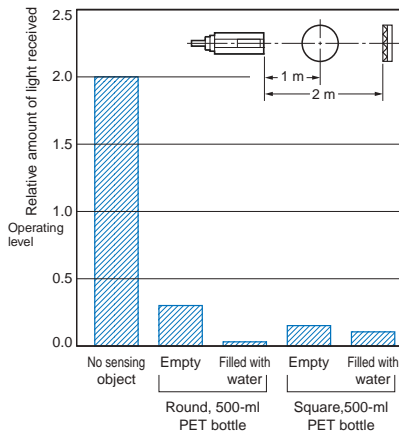 Relative amount of light received
2.5
2.0
1.5
1.0
Operating
level
0.5
0.0
1 m
2 m
No sensing
object
Empty
Filled with
water
Empty
Filled with
water
Round, 500-ml
PET bottle
Square,500-ml
PET bottle